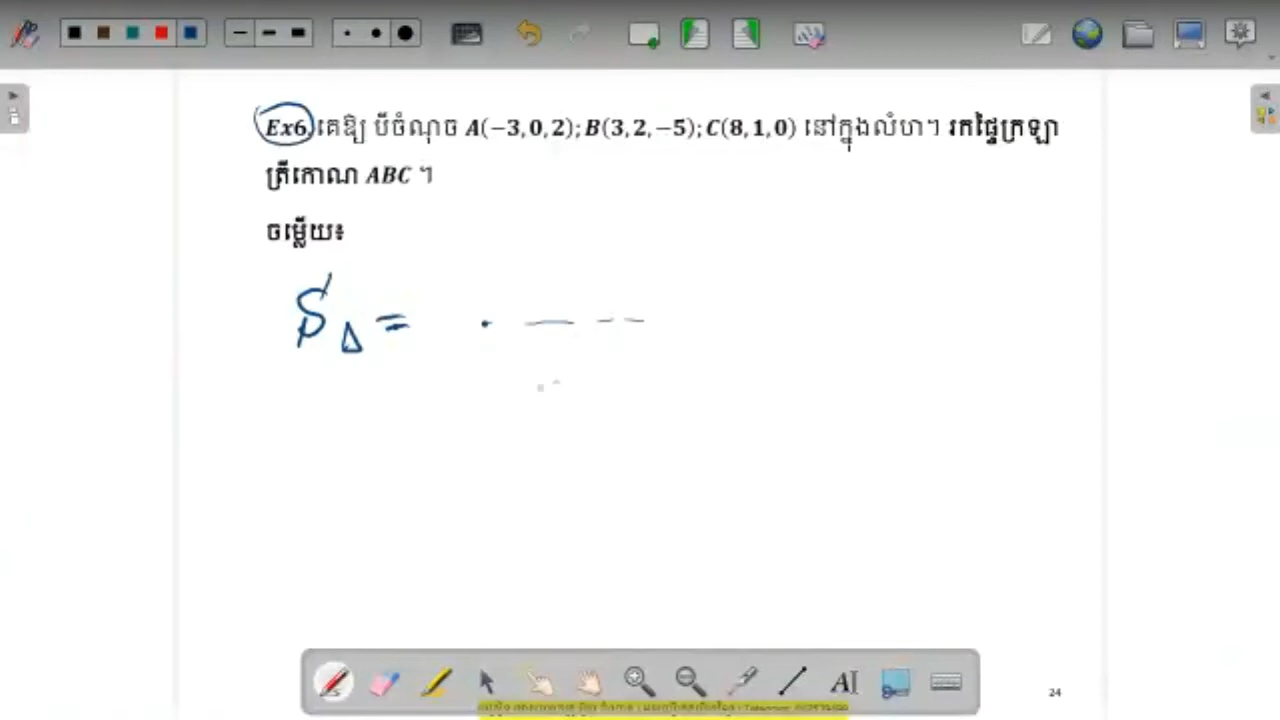 Ex6, គេឱ្យ បីចំណុច A(−3, 0, 2); B(3, 2, −5); C(8, 1, 0) នៅក្នុងលំហ។ រកផ្ទៃក្រឡា
ត្រីកោណ ABC ។
ចម្លើយ៖
S△ =
24